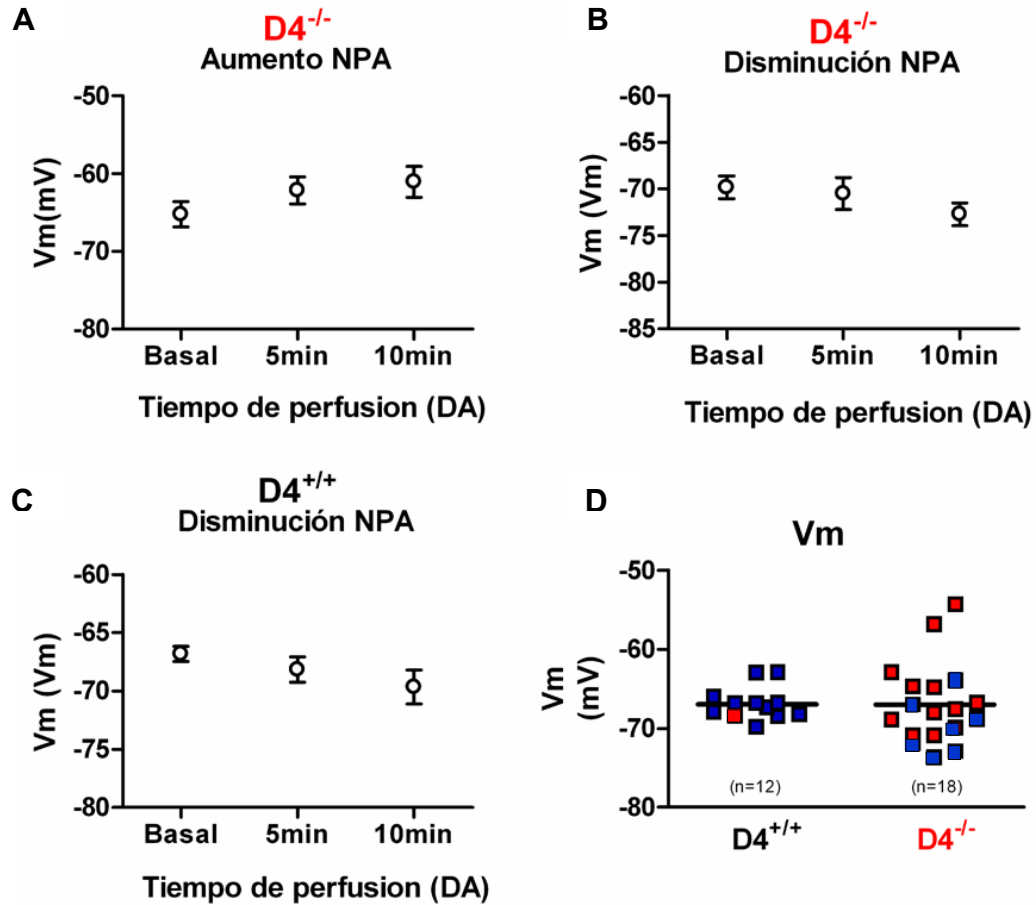 A
D4-/-
Aumento NPA
Vm(mV)
-50
-60
-70
-80
Basal 5min 10min
Tiempo de perfusion (DA)
B
D4-/-
Disminución NPA
Vm (Vm)
-60
-65
-70
-75
-80
-85
Basal 5min 10min
Tiempo de perfusion (DA)
C
D4+/+
Disminución NPA
Vm (Vm)
-60
-65
-70
-75
-80
Basal 5min 10min
Tiempo de perfusion (DA)
D
Vm
Vm
(mV)
-50
-60
-70
-80
(n=12) (n=18)
D4+/+ D4-/-